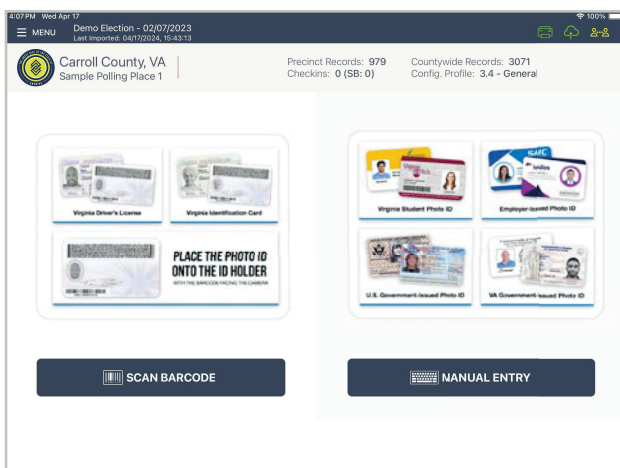 4:07 PM Wed Apr 17
100%
MENU
Demo Election - 02/07/2023
Last Imported: 04/17/2024, 15:43:13
Carroll County, VA
Sample Polling Place 1
Precinct Records: 979
Checkins: 0 (SB: 0)
Countywide Records: 3071
Config. Profile: 3.4 - General
Virginia Driver's License
Virginia Identification Card
PLACE THE PHOTO ID
ONTO THE ID HOLDER
WITH THE BARCODE FACING THE CAMERA
Virginia Student Photo ID
Employer-Issued Photo ID
U.S. Government-Issued Photo ID
VA Government-Issued Photo ID
SCAN BARCODE
MANUAL ENTRY